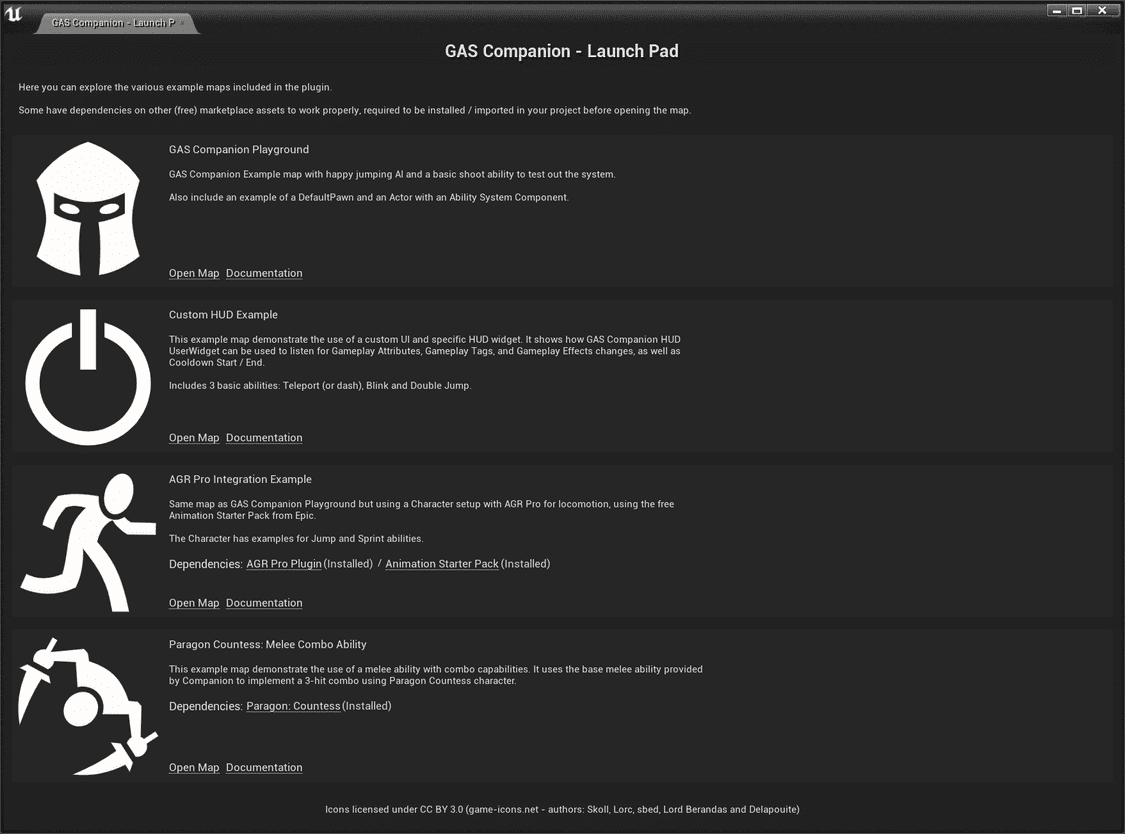 GAS Companion - Launch P
GAS Companion - Launch Pad
Here you can explore the various example maps included in the plugin.
Some have dependencies on other (free) marketplace assets to work properly, required to be installed / imported in your project before opening the map.
GAS Companion Playground
GAS Companion Example map with happy jumping AI and a basic shoot ability to test out the system.
Also include an example of a DefaultPawn and an Actor with an Ability System Component.
Open Map Documentation
Custom HUD Example
This example map demonstrate the use of a custom UI and specific HUD widget. It shows how GAS Companion HUD
UserWidget can be used to listen for Gameplay Attributes, Gameplay Tags, and Gameplay Effects changes, as well as
Cooldown Start / End.
Includes 3 basic abilities: Teleport (or dash), Blink and Double Jump.
Open Map Documentation
AGR Pro Integration Example
Same map as GAS Companion Playground but using a Character setup with AGR Pro for locomotion, using the free
Animation Starter Pack from Epic.
The Character has examples for Jump and Sprint abilities.
Dependencies: AGR Pro Plugin (Installed) / Animation Starter Pack (Installed)
Open Map Documentation
Paragon Countess: Melee Combo Ability
This example map demonstrate the use of a melee ability with combo capabilities. It uses the base melee ability provided
by Companion to implement a 3-hit combo using Paragon Countess character.
Dependencies: Paragon: Countess (Installed)
Open Map Documentation
Icons licensed under CC BY 3.0 (game-icons.net - authors: Skoll, Lorc, sbed, Lord Berandas and Delapouite)